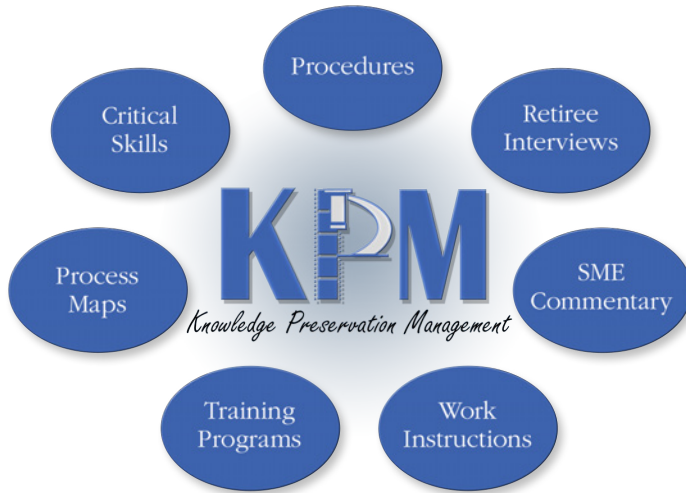 Procedures
Critical
Skills
Retiree
Interviews
KPM
Knowledge Preservation Management
Process
Maps
SME
Commentary
Training
Programs
Work
Instructions